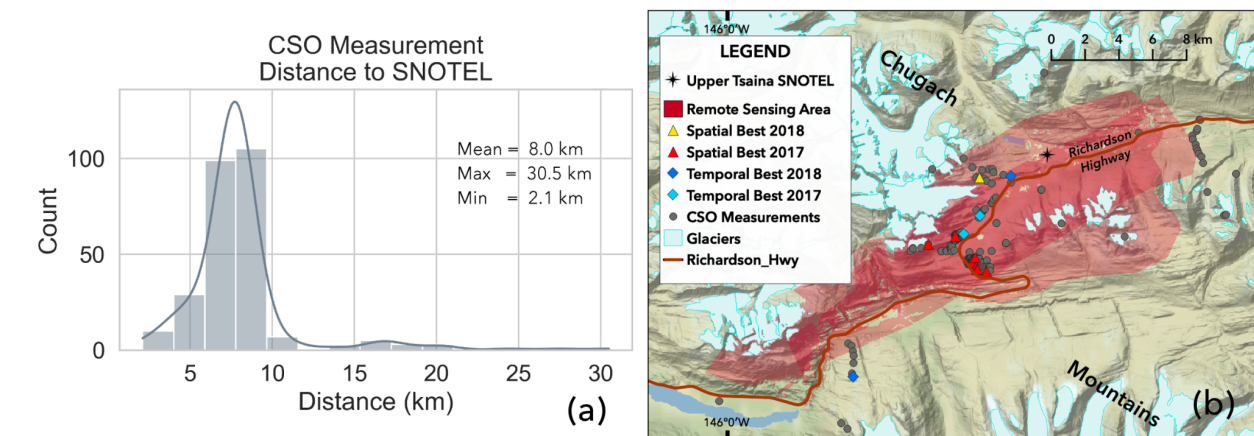 CSO Measurement
Distance to SNOTEL
Count
100
50
0
Mean = 8.0 km
Max = 30.5 km
Min = 2.1 km
5 10 15 20 25 30
Distance (km)
(a)
146°0'W
0 2 4 6 8 km
LEGEND
Upper Tsaina SNOTEL
Remote Sensing Area
Spatial Best 2018
Spatial Best 2017
Temporal Best 2018
Temporal Best 2017
CSO Measurements
Glaciers
Richardson_Hwy
Chugach
Richardson
Highway
Mountains
146°0'W
(b)